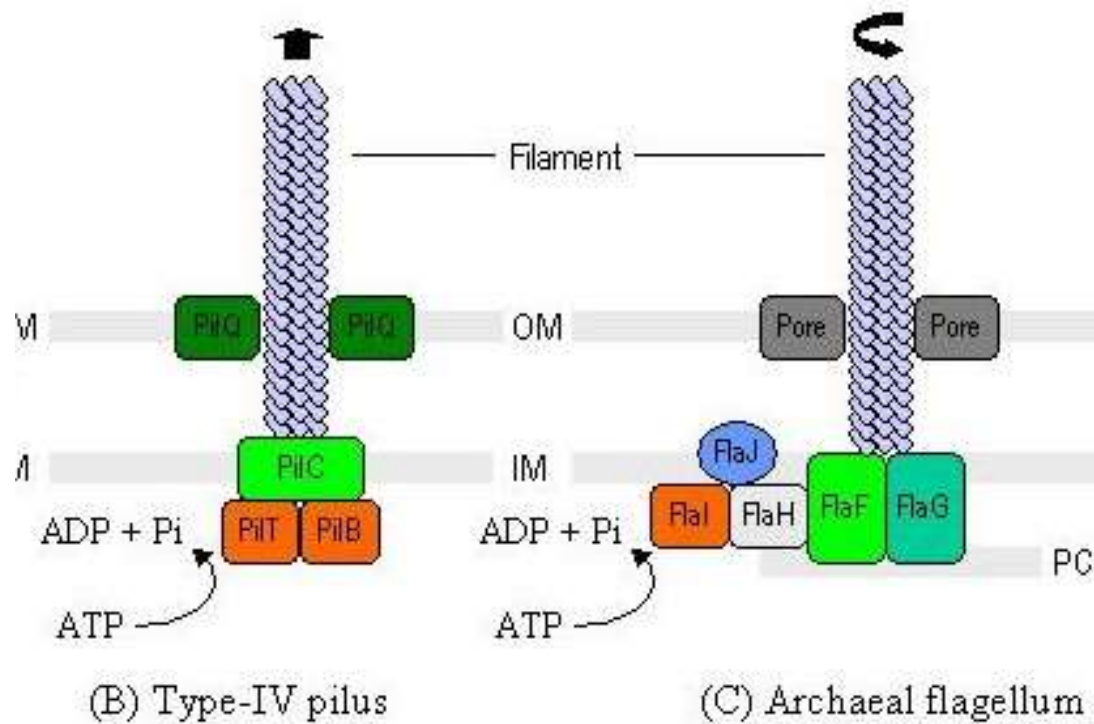 Filament
M
PilQ
PilQ
OM
Pore
Pore
M
PilC
IM
FlaJ
PilT
PilB
FlaI
FlaH
FlaF
FlaG
ADP + Pi
ADP + Pi
PC
ATP
ATP
(B) Type-IV pilus
(C) Archaeal flagellum